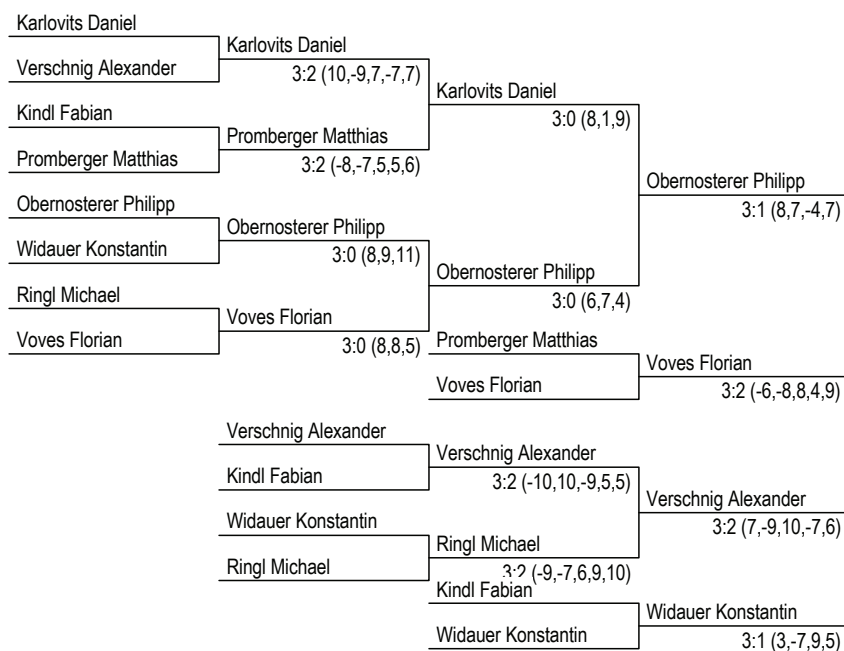 Karlovits Daniel
Karlovits Daniel
Verschnig Alexander
3:2 (10,-9,7,-7,7)
Karlovits Daniel
Kindl Fabian
3:0 (8,1,9)
Promberger Matthias
Promberger Matthias
3:2 (-8,-7,5,5,6)
Obernosterer Philipp
Obernosterer Philipp
3:1 (8,7,-4,7)
Obernosterer Philipp
Widauer Konstantin
3:0 (8,9,11)
Obernosterer Philipp
Ringl Michael
3:0 (6,7,4)
Voves Florian
Voves Florian
3:0 (8,8,5)
Promberger Matthias
Voves Florian
Voves Florian
3:2 (-6,-8,8,4,9)
Verschnig Alexander
Verschnig Alexander
Kindl Fabian
3:2 (-10,10,-9,5,5)
Verschnig Alexander
Widauer Konstantin
3:2 (7,-9,10,-7,6)
Ringl Michael
Ringl Michael
3:2 (-9,-7,6,9,10)
Kindl Fabian
Widauer Konstantin
Widauer Konstantin
3:1 (3,-7,9,5)